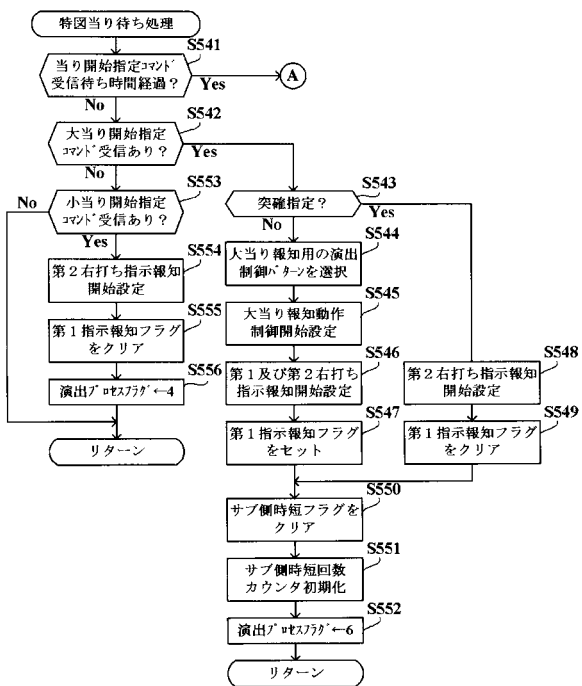 特図当り待ち処理
S541
当り開始指定コマンド
受信待ち時間経過?
Yes
A
No
S542
大当り開始指定
コマンド受信あり?
Yes
No
S553
小当り開始指定
コマンド受信あり?
No
Yes
S554
第2右打ち指示報知
開始設定
S555
第1指示報知フラグ
をクリア
S556
演出プロセスフラグ←4
リターン
S543
突確指定?
Yes
No
S544
大当り報知用の演出
制御パターンを選択
S545
大当り報知動作
制御開始設定
S546
第1及び第2右打ち
指示報知開始設定
S547
第1指示報知フラグ
をセット
S548
第2右打ち指示報知
開始設定
S549
第1指示報知フラグ
をクリア
S550
サブ側時短フラグを
クリア
S551
サブ側時短回数
カウンタ初期化
S552
演出プロセスフラグ←6
リターン